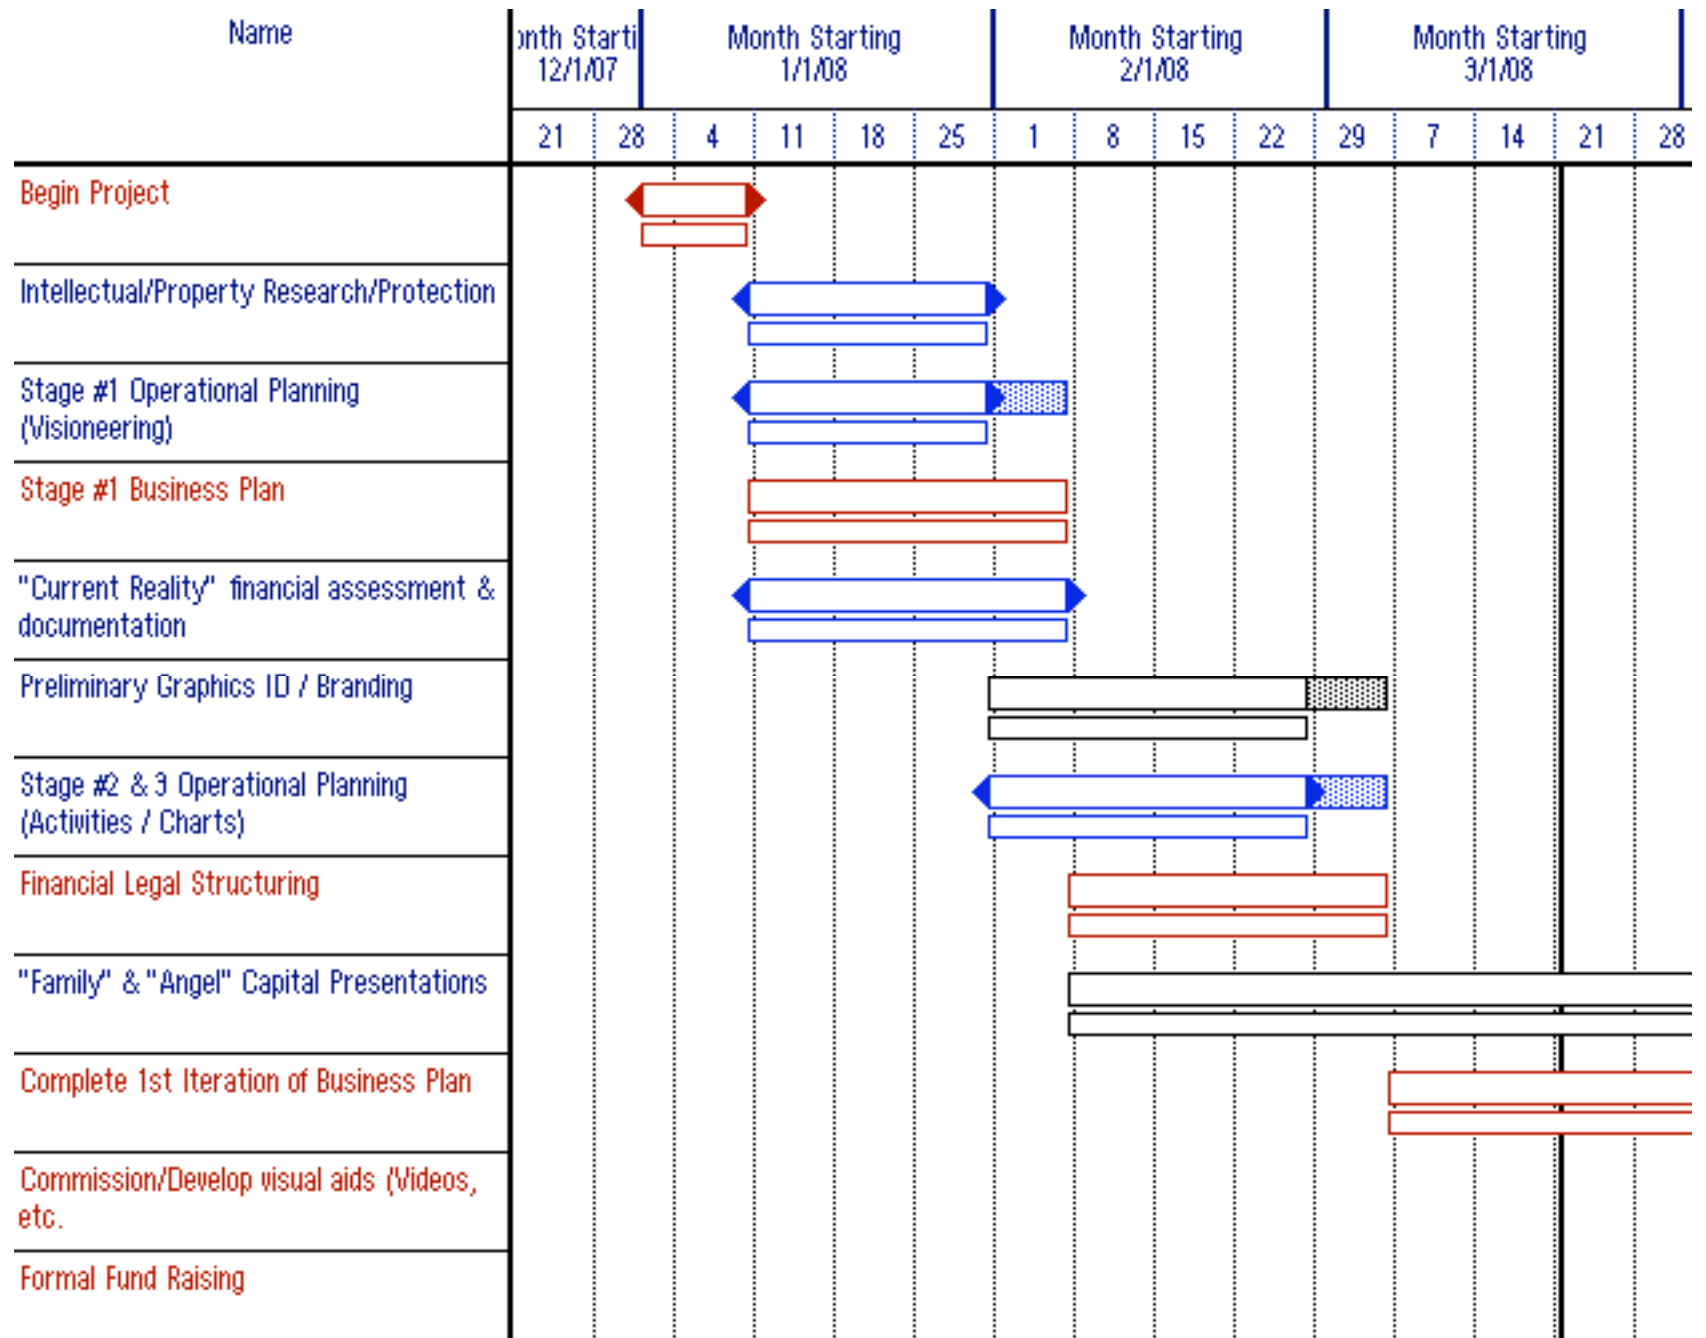 Name
onth Starti
12/1/07
Month Starting
1/1/08
Month Starting
2/1/08
Month Starting
3/1/08
21 28 4 11 18 25 1 8 15 22 29 7 14 21 28
Begin Project
Intellectual/Property Research/Protection
Stage #1 Operational Planning
(Visioneering)
Stage #1 Business Plan
"Current Reality" financial assessment &
documentation
Preliminary Graphics ID / Branding
Stage #2 & 3 Operational Planning
(Activities / Charts)
Financial Legal Structuring
"Family" & "Angel" Capital Presentations
Complete 1st Iteration of Business Plan
Commission/Develop visual aids (Videos,
etc.
Formal Fund Raising